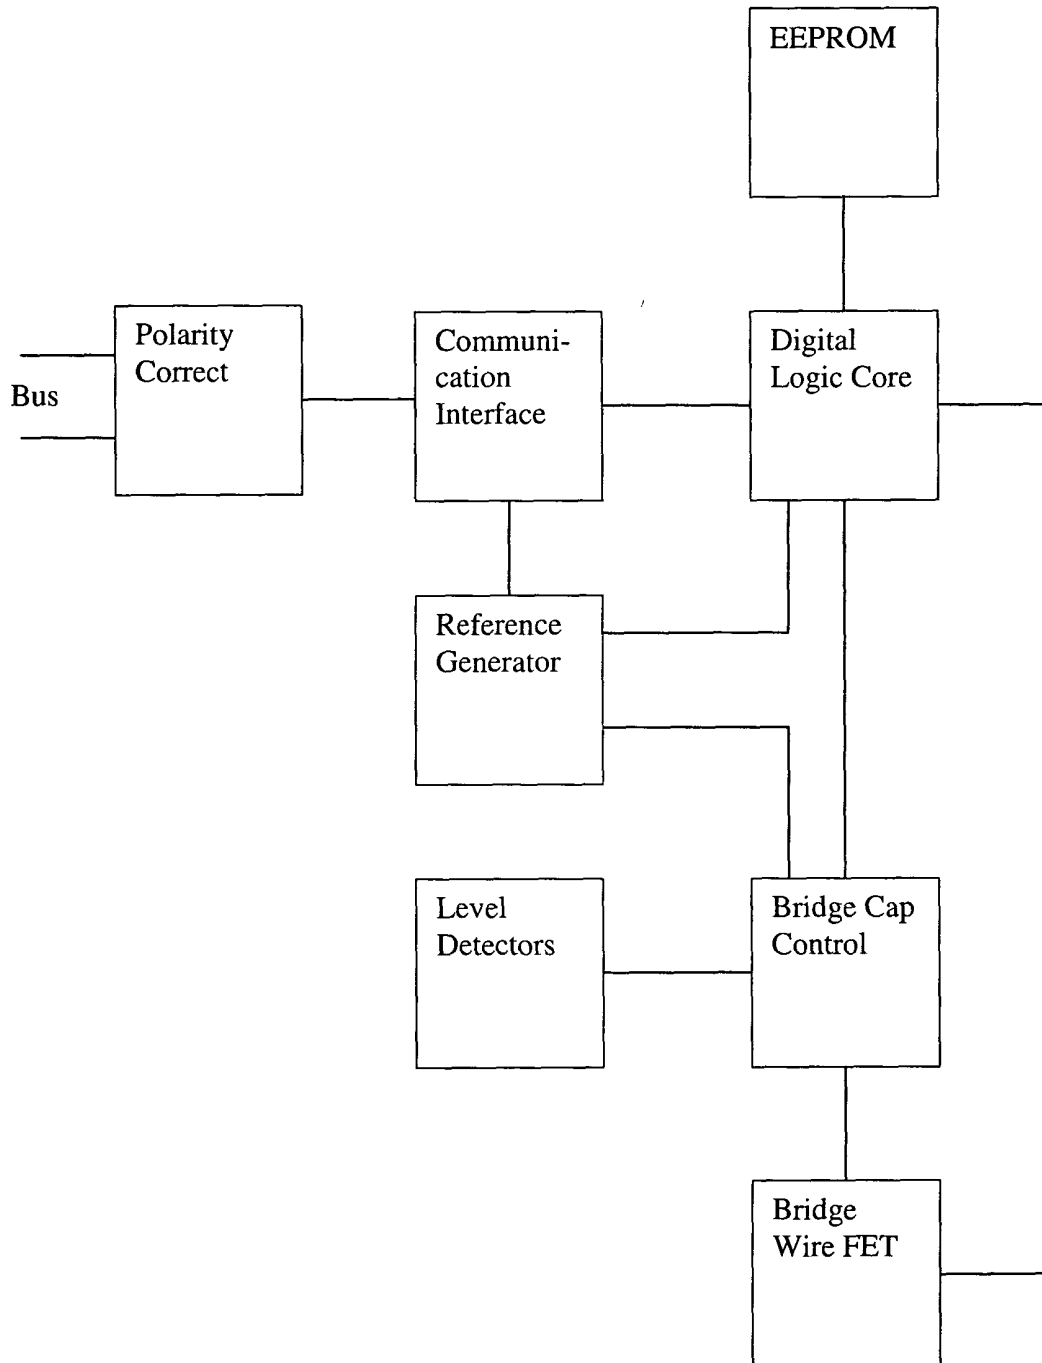 EEPROM
Polarity
Correct
Bus
Communi-
cation
Interface
Digital
Logic Core
Reference
Generator
Level
Detectors
Bridge Cap
Control
Bridge
Wire FET